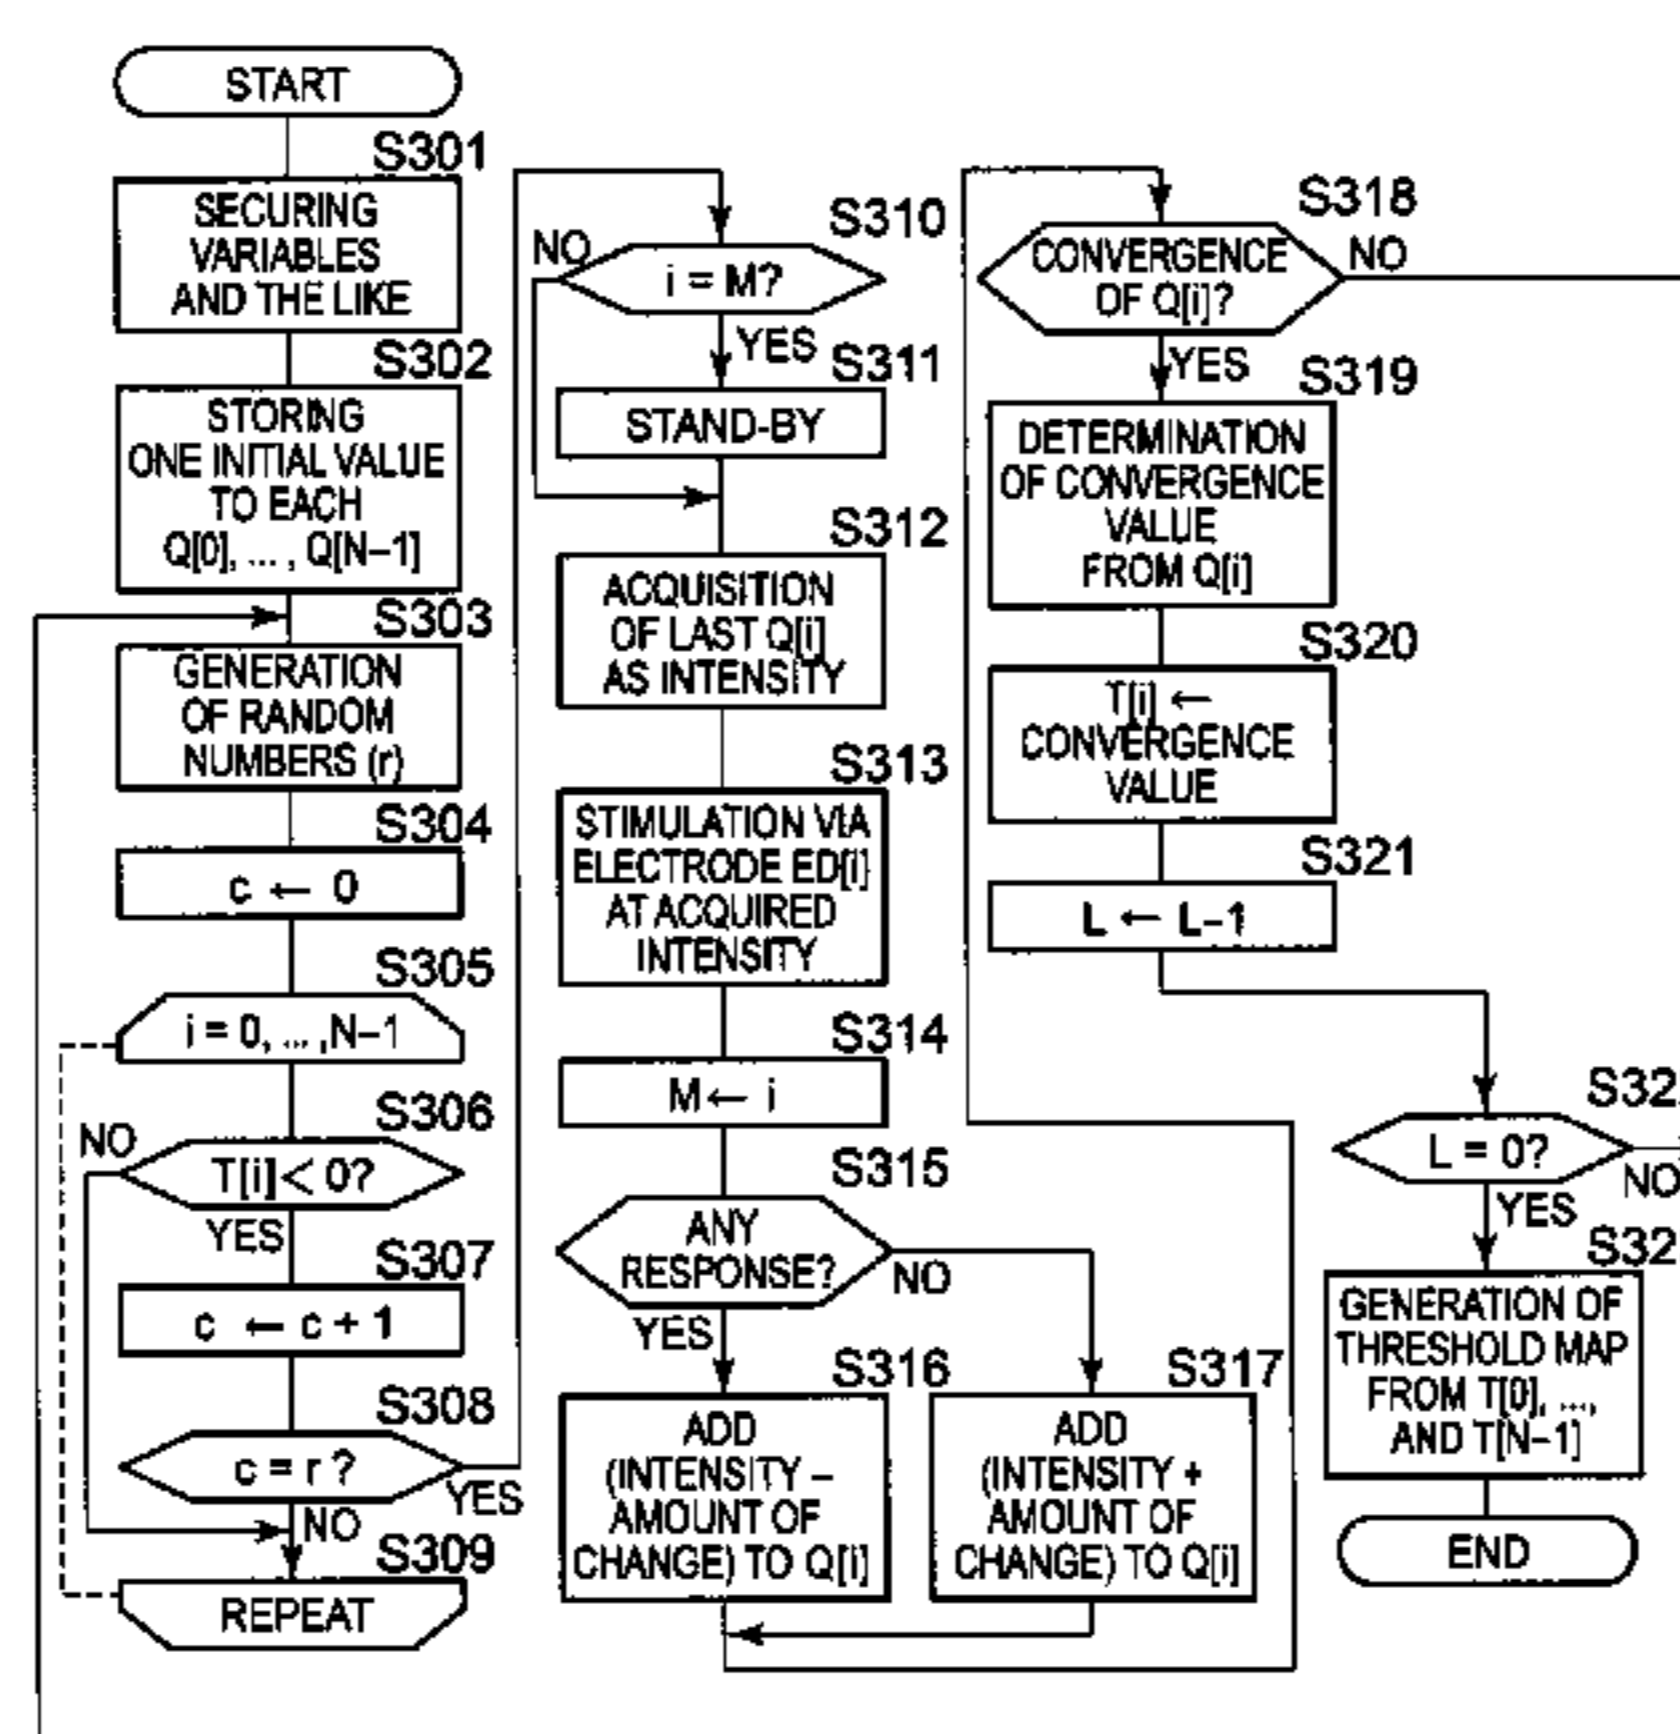 START
S301
SECURING
VARIABLES
AND THE LIKE
S302
STORING
ONE INITIAL VALUE
TO EACH
Q[0], ... , Q[N–1]
S303
GENERATION
OF RANDOM
NUMBERS (r)
S304
c ← 0
S305
i = 0, ... ,N–1
S306
NO
T[i] < 0?
YES
S307
c ← c + 1
S308
c = r ?
YES
NO
S309
REPEAT
S310
NO
i = M?
YES
S311
STAND-BY
S312
ACQUISITION
OF LAST Q[i]
AS INTENSITY
S313
STIMULATION VIA
ELECTRODE ED[i]
AT ACQUIRED
INTENSITY
S314
M ← i
S315
ANY
RESPONSE?
NO
YES
S316
ADD
(INTENSITY –
AMOUNT OF
CHANGE) TO Q[i]
S317
ADD
(INTENSITY +
AMOUNT OF
CHANGE) TO Q[i]
S318
CONVERGENCE
OF Q[i]?
NO
YES
S319
DETERMINATION
OF CONVERGENCE
VALUE
FROM Q[i]
S320
T[i] ←
CONVERGENCE
VALUE
S321
L ← L–1
S32
L = 0?
NO
YES
S32
GENERATION OF
THRESHOLD MAP
FROM T[0], ...,
AND T[N–1]
END